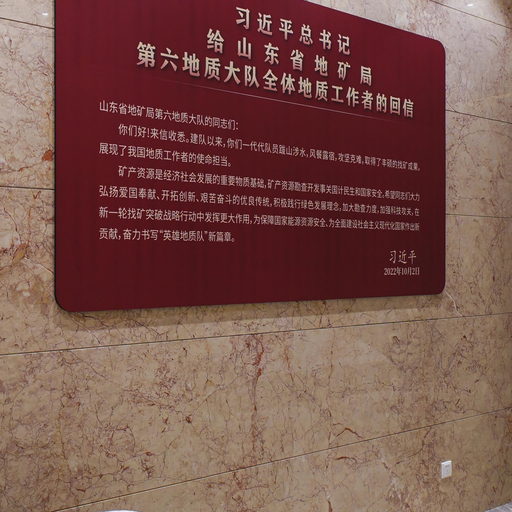 习近平总书记
给山东省地矿局
第六地质大队全体地质工作者的回信
山东省地矿局第六地质大队的同志们：
你们好！来信收悉。建队以来，你们一代代队员跋山涉水，风餐露宿，攻坚克难，取得了丰硕的找矿成果，
展现了我国地质工作者的使命担当。
矿产资源是经济社会发展的重要物质基础，矿产资源勘查开发事关国计民生和国家安全。希望同志们大力
弘扬爱国奉献、开拓创新、艰苦奋斗的优良传统，积极践行绿色发展理念，加大勘查力度，加强科技攻关，在
新一轮找矿突破战略行动中发挥更大作用，为保障国家能源资源安全、为全面建设社会主义现代化国家作出新
贡献，奋力书写“英雄地质队”新篇章。
习近平
2022年10月2日